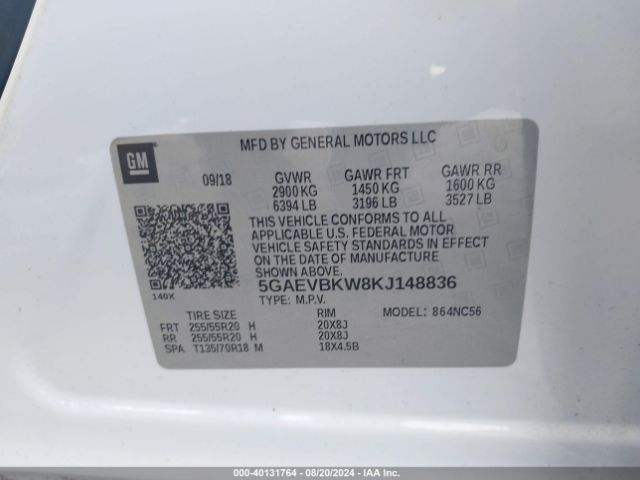 GM
MFD BY GENERAL MOTORS LLC
09/18 GVWR GAWR FRT GAWR RR
2900 KG 1450 KG 1600 KG
6394 LB 3196 LB 3527 LB
THIS VEHICLE CONFORMS TO ALL
APPLICABLE U.S. FEDERAL MOTOR
VEHICLE SAFETY STANDARDS IN EFFECT
ON THE DATE OF MANUFACTURE
SHOWN ABOVE.
140X
5GAEVBKW8KJ148836
TYPE: M.P.V.
TIRE SIZE RIM MODEL: 864NC56
FRT 255/55R20 H 20X8J
RR 255/55R20 H 20X8J
SPA T135/70R18 M 18X4.5B
000-40131764 - 08/20/2024 - IAAI.COM